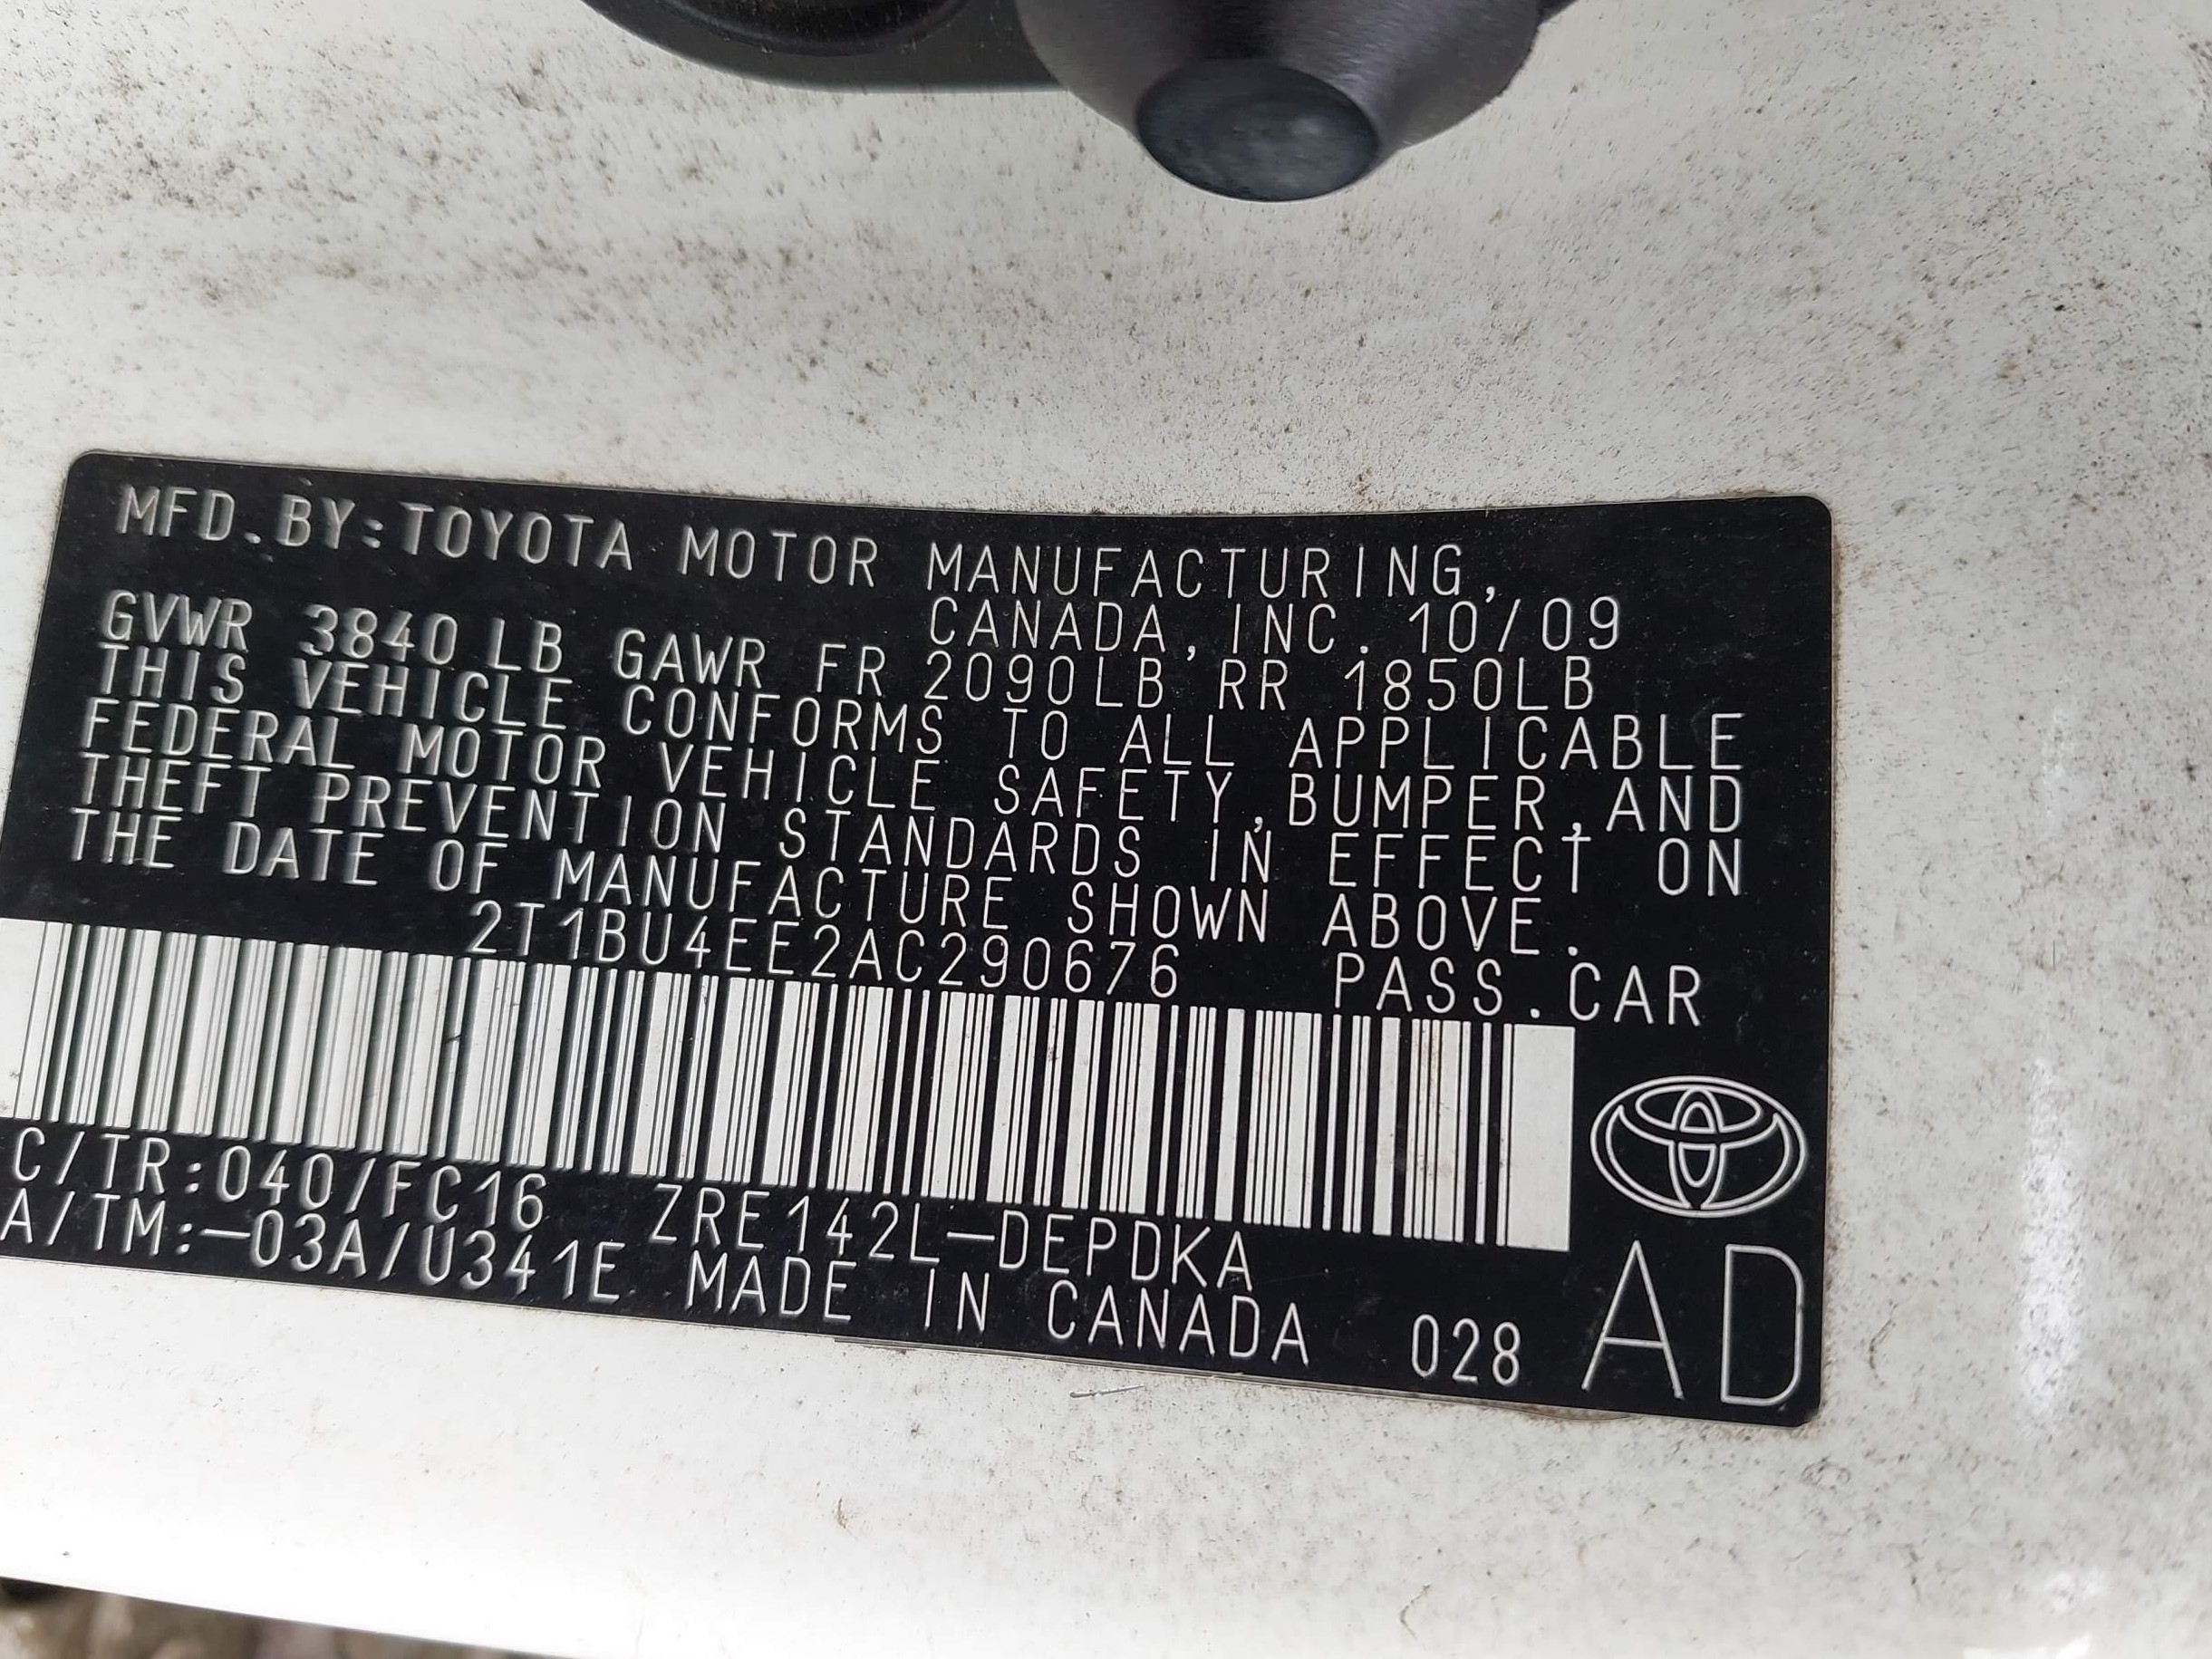 MFD.BY:TOYOTA MOTOR MANUFACTURING,
CANADA,INC. 10/09
GVWR 3840LB GAWR FR 2090LB RR 1850LB
THIS VEHICLE CONFORMS TO ALL APPLICABLE
FEDERAL MOTOR VEHICLE SAFETY,BUMPER,AND
THEFT PREVENTION STANDARDS IN EFFECT ON
THE DATE OF MANUFACTURE SHOWN ABOVE.
2T1BU4EE2AC290676 PASS.CAR
C/TR:040/FC16 ZRE142L-DEPDKA
A/TM:-03A/U341E MADE IN CANADA 028 AD